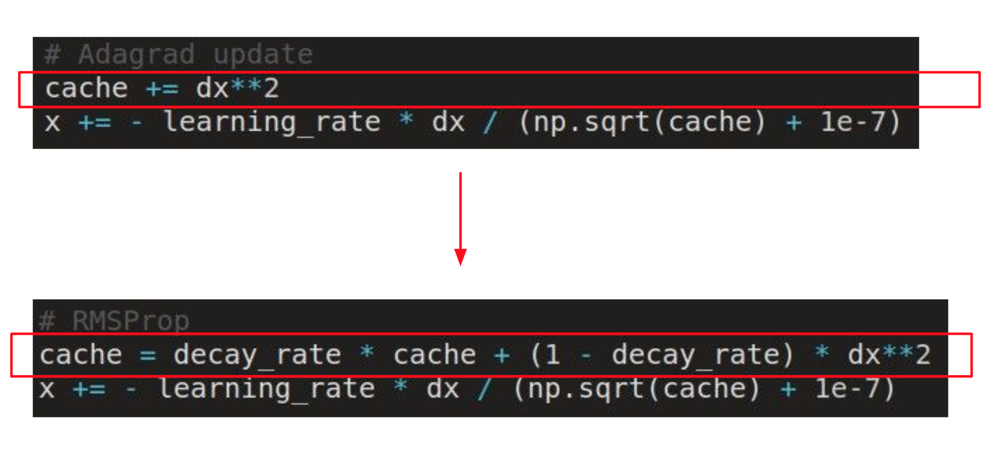 # Adagrad update
cache += dx**2
x += - learning_rate * dx / (np.sqrt(cache) + 1e-7)
# RMSProp
cache = decay_rate * cache + (1 - decay_rate) * dx**2
x += - learning_rate * dx / (np.sqrt(cache) + 1e-7)